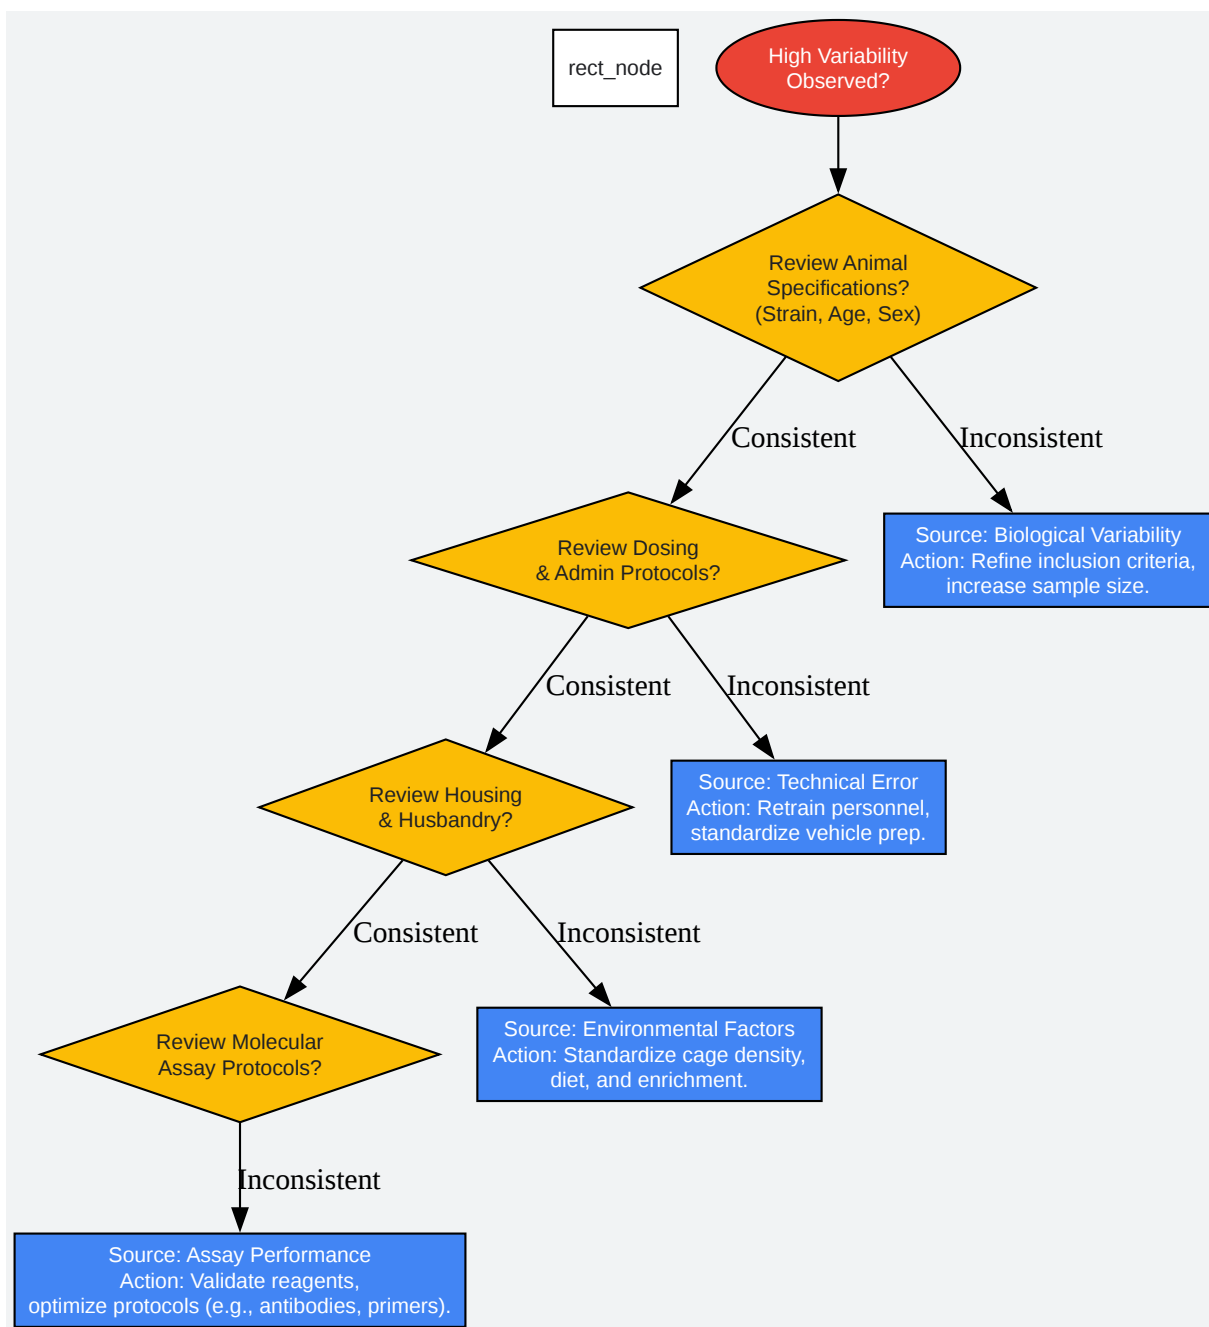 rect_node
High Variability
Observed?
Review Animal
Specifications?
(Strain, Age, Sex)
Consistent
Inconsistent
Source: Biological Variability
Action: Refine inclusion criteria,
increase sample size.
Review Dosing
& Admin Protocols?
Consistent
Inconsistent
Source: Technical Error
Action: Retrain personnel,
standardize vehicle prep.
Review Housing
& Husbandry?
Consistent
Inconsistent
Source: Environmental Factors
Action: Standardize cage density,
diet, and enrichment.
Review Molecular
Assay Protocols?
Inconsistent
Source: Assay Performance
Action: Validate reagents,
optimize protocols (e.g., antibodies, primers).